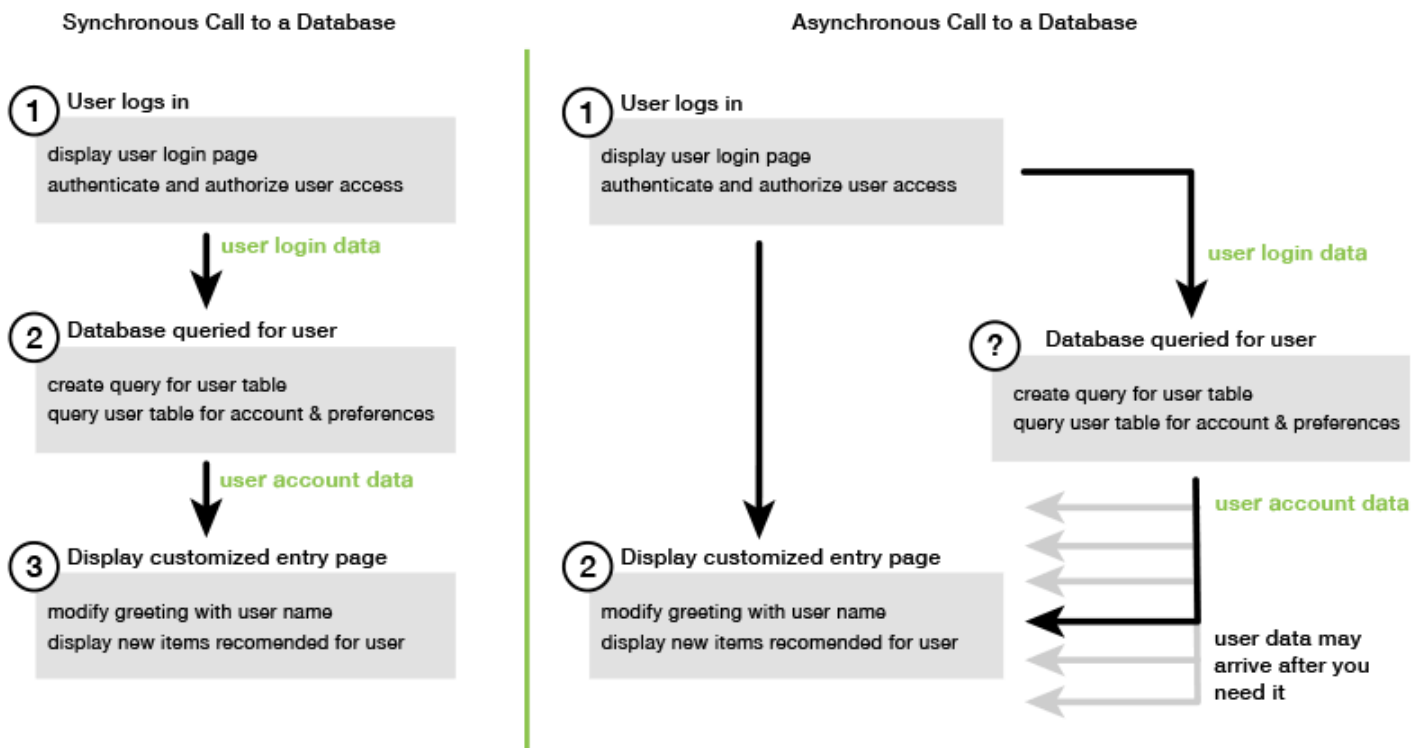 Synchronous Call to a Database
1
User logs in
display user login page
authenticate and authorize user access
user login data
2
Database queried for user
create query for user table
query user table for account & preferences
user account data
3
Display customized entry page
modify greeting with user name
display new items recomended for user
Asynchronous Call to a Database
1
User logs in
display user login page
authenticate and authorize user access
user login data
?
Database queried for user
create query for user table
query user table for account & preferences
user account data
2
Display customized entry page
modify greeting with user name
display new items recomended for user
user data may
arrive after you
need it